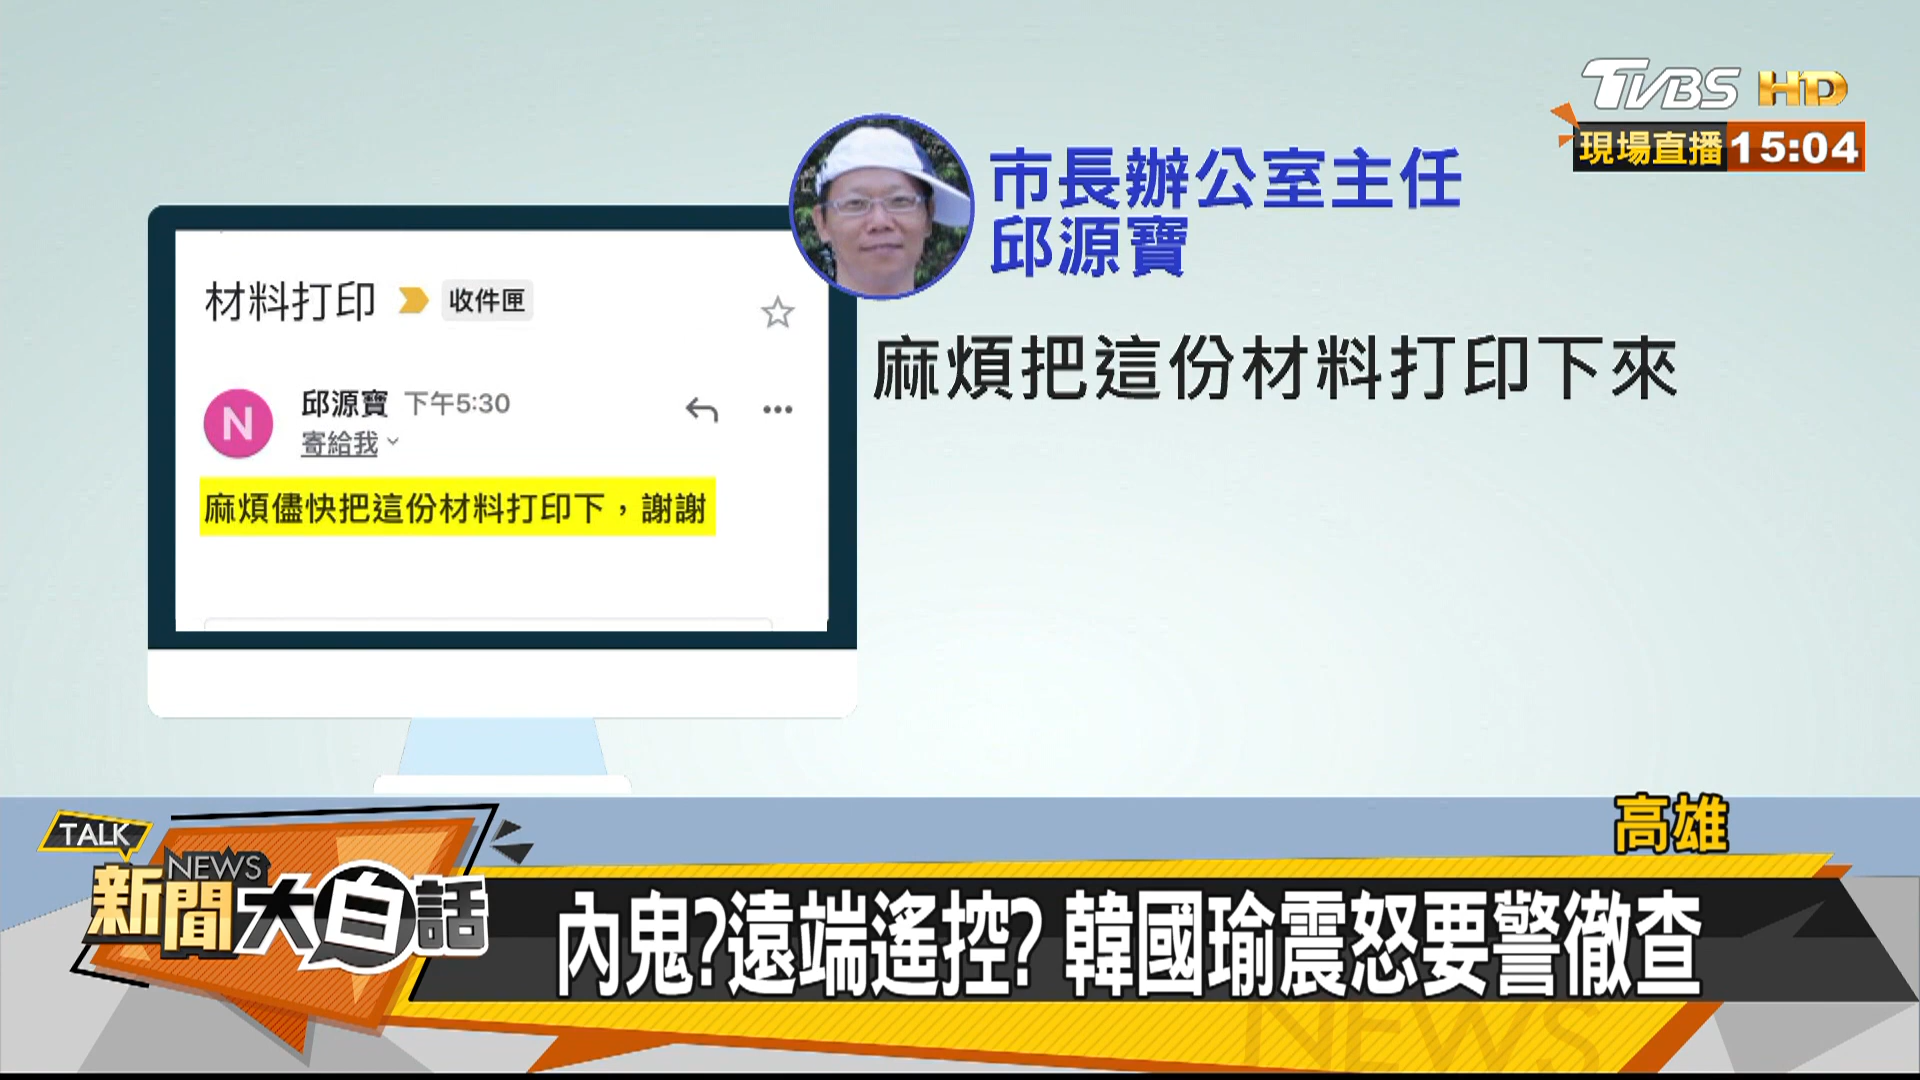 TVBS HD
現場直播 15:04
市長辦公室主任
邱源寶
材料打印 收件匣
麻煩把這份材料打印下來
N
邱源寶 下午5:30
寄給我
麻煩儘快把這份材料打印下，謝謝
高雄
TALK
NEWS
新聞大白話
內鬼?遠端遙控? 韓國瑜震怒要警徹查
NEWS